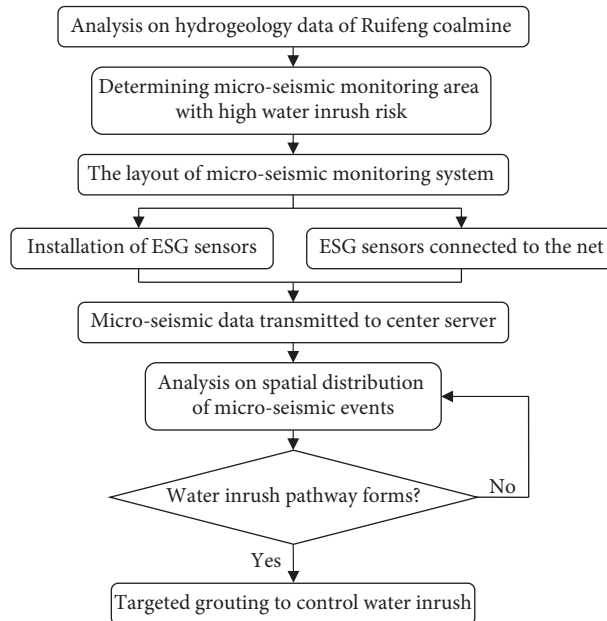 Analysis on hydrogeology data of Ruifeng coalmine
Determining micro-seismic monitoring area
with high water inrush risk
The layout of micro-seismic monitoring system
Installation of ESG sensors
ESG sensors connected to the net
Micro-seismic data transmitted to center server
Analysis on spatial distribution
of micro-seismic events
Water inrush pathway forms?
No
Yes
Targeted grouting to control water inrush